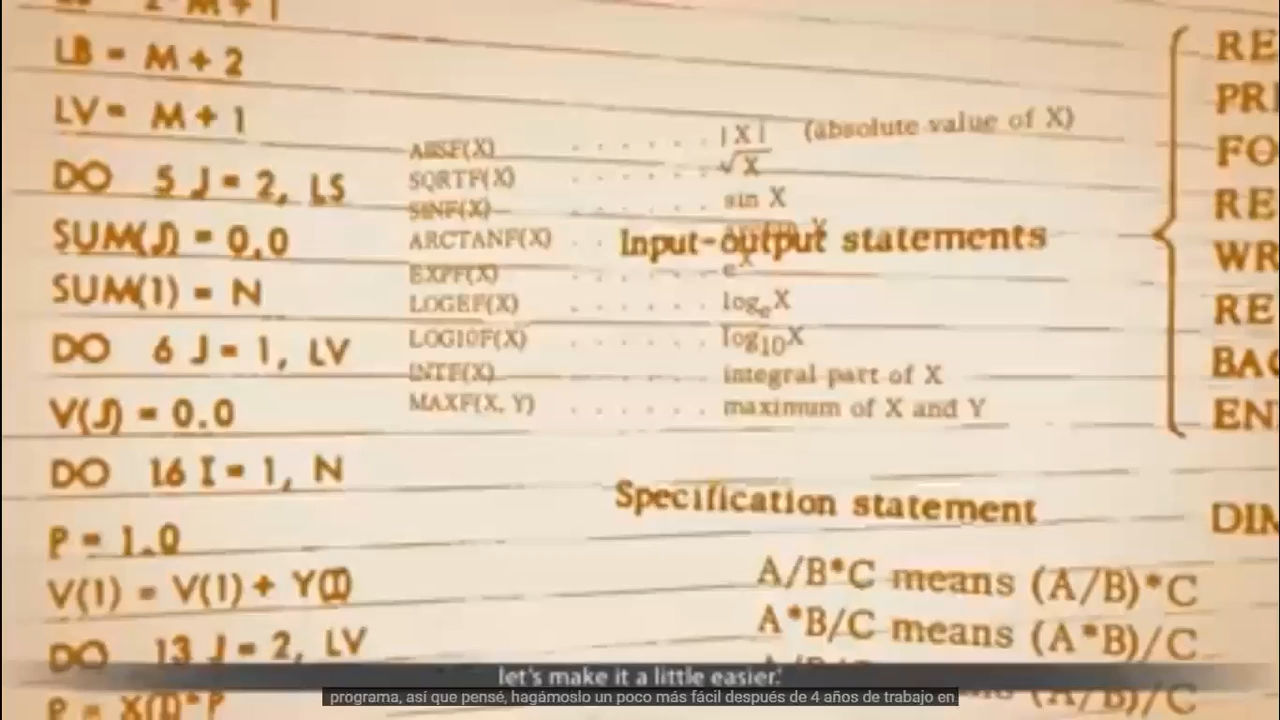 LB = M + 2
LV = M + 1
DO 5 J = 2, LS
SUM(J) = 0.0
SUM(1) = N
DO 6 J = 1, LV
V(J) = 0.0
DO 16 I = 1, N
P = 1.0
V(1) = V(1) + Y(I)
DO 13 J = 2, LV
P = X(I)*P
ABSF(X) . . . . . . |X| (absolute value of X)
SQRTF(X) . . . . . . √X
SINF(X) . . . . . . sin X
ARCTANF(X)
EXPF(X) e^X
LOGEF(X) . . . . . . logeX
LOG10F(X) . . . . . . log10X
INTF(X) . . . . . . integral part of X
MAXF(X, Y) . . . . . maximum of X and Y
Input-output statements
RE
PRI
FO
RE
WR
RE
BAC
EN
Specification statement
DIM
A/B*C means (A/B)*C
A*B/C means (A*B)/C
let's make it a little easier.'
programa, así que pensé, hagámoslo un poco más fácil después de 4 años de trabajo en